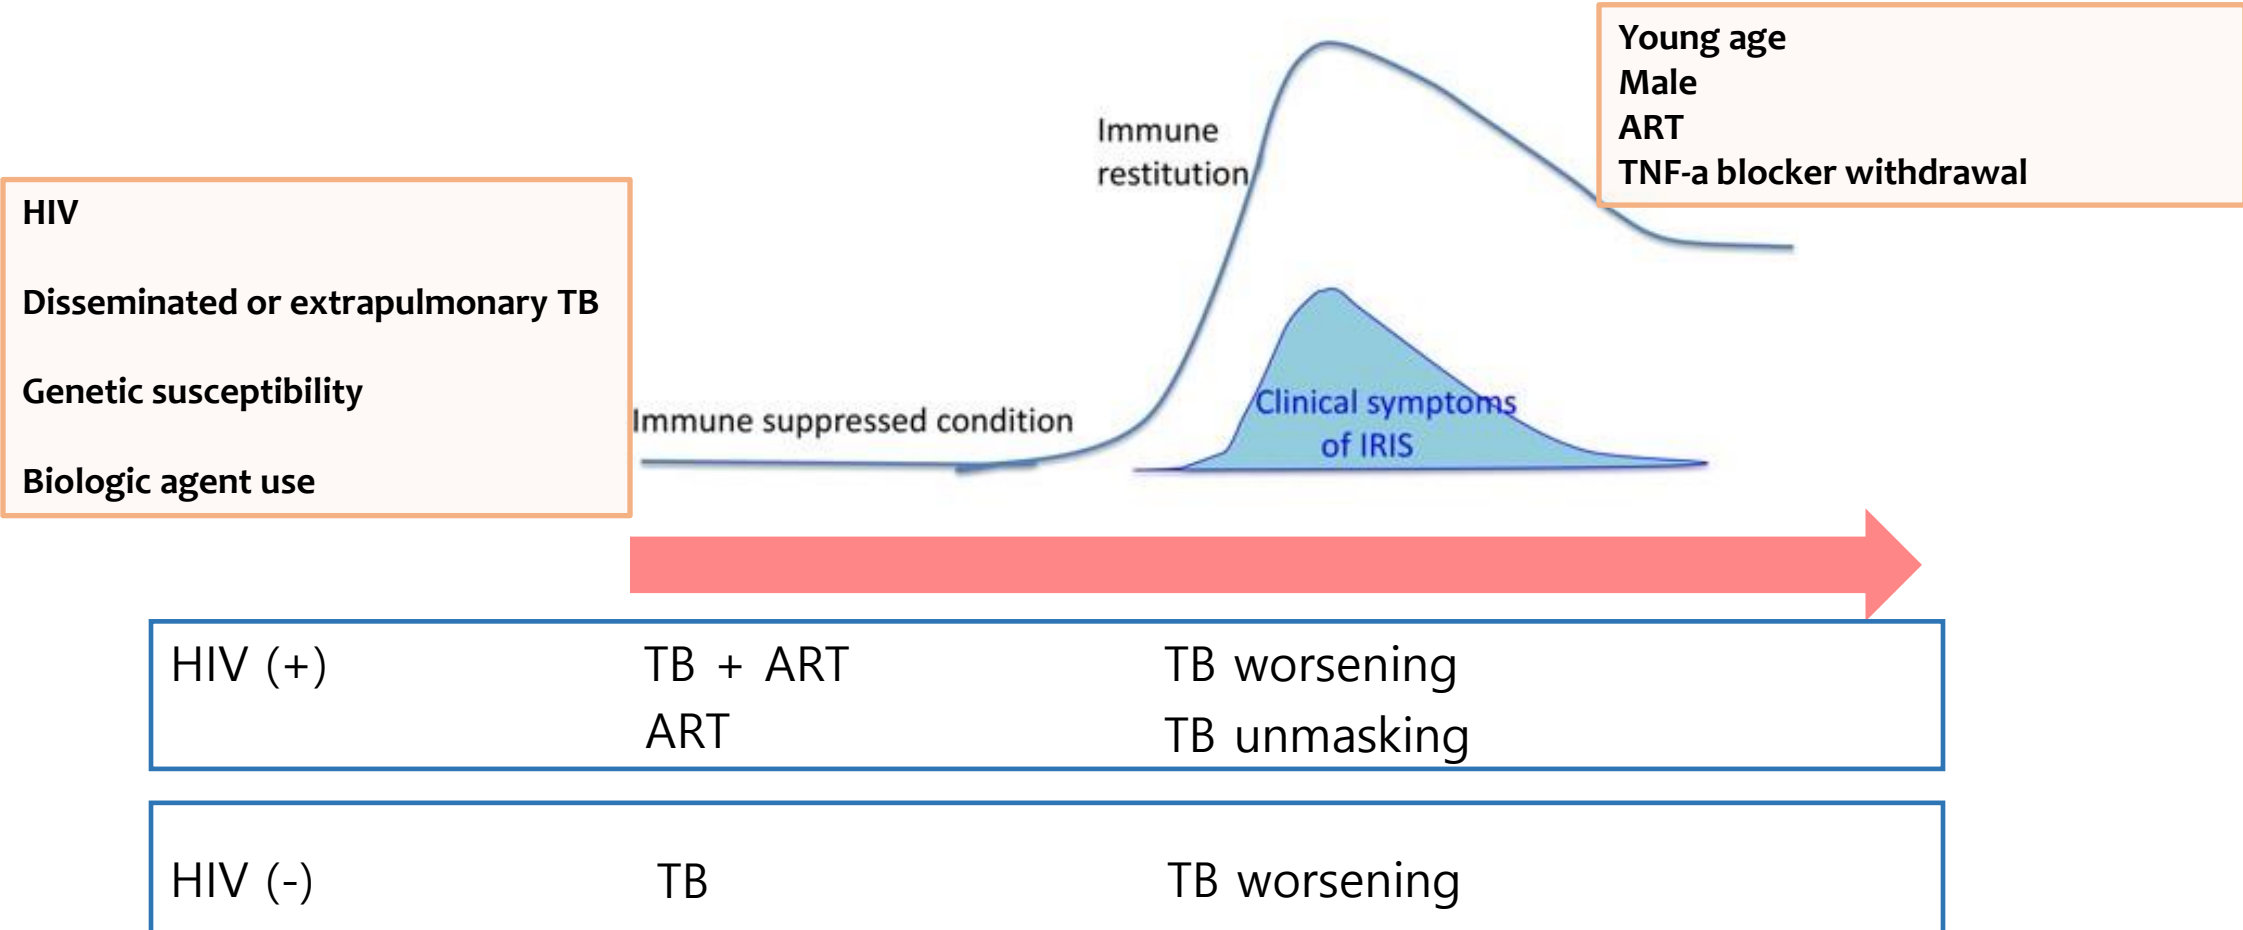 Young age
Male
ART
TNF-a blocker withdrawal
Immune
restitution
HIV
Disseminated or extrapulmonary TB
Genetic susceptibility
Biologic agent use
Immune suppressed condition
Clinical symptoms
of IRIS
HIV (+) TB + ART TB worsening
ART TB unmasking
HIV (-) TB TB worsening